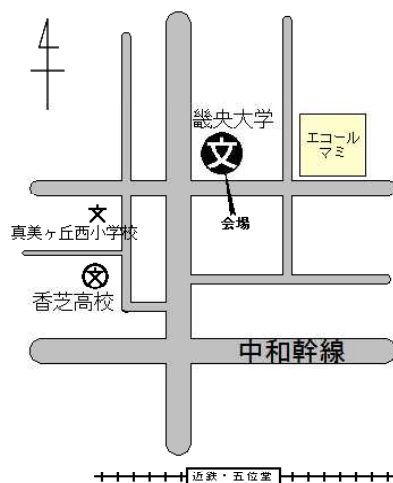 畿央大学
文
エコール
マミ
会場
文
真美ヶ丘西小学校
文
香芝高校
中和幹線
近鉄・五位堂